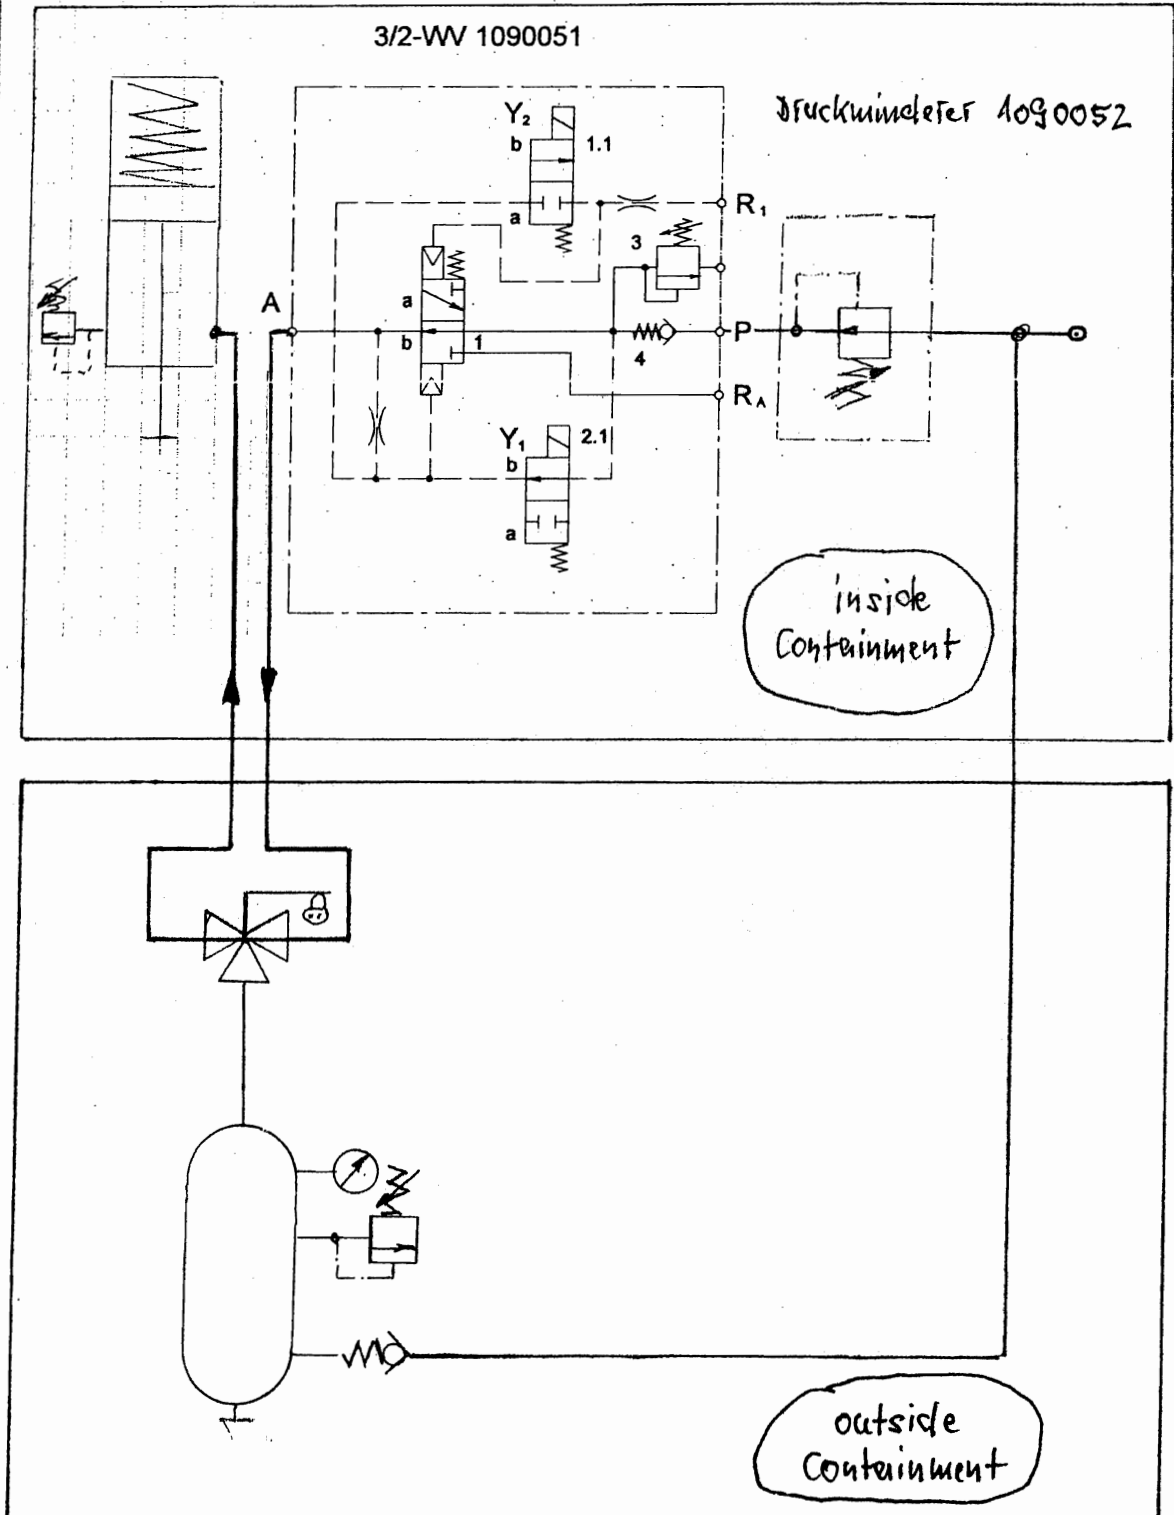 3/2-WV 1090051
Druckminderer 1090052
Y2
b
1.1
a
R1
3
A
a
b
1
4
P
RA
Y1
b
2.1
a
inside
Containment
outside
Containment